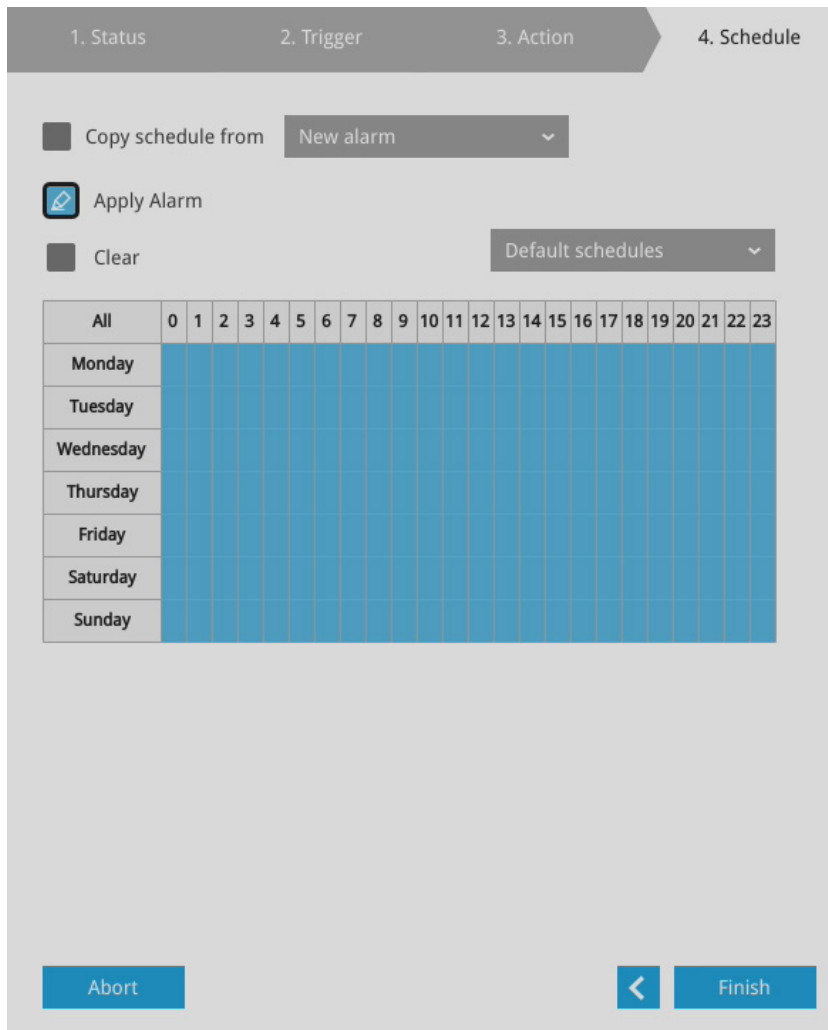 1. Status 2. Trigger 3. Action 4. Schedule
Copy schedule from New alarm
Apply Alarm
Clear Default schedules
All 0 1 2 3 4 5 6 7 8 9 10 11 12 13 14 15 16 17 18 19 20 21 22 23
Monday
Tuesday
Wednesday
Thursday
Friday
Saturday
Sunday
Abort Finish